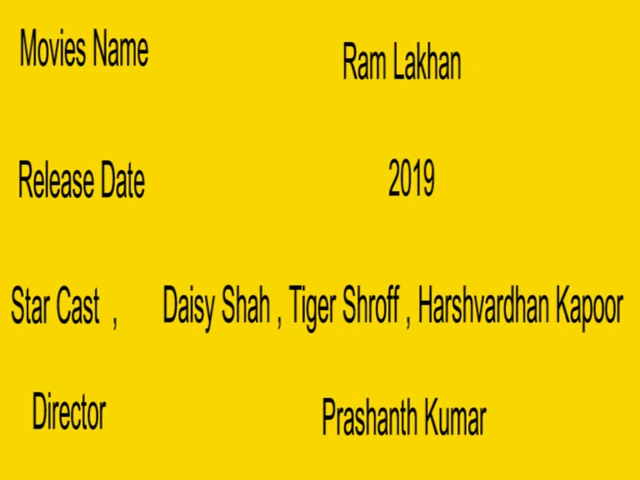 Movies Name Ram Lakhan
Release Date 2019
Star Cast , Daisy Shah , Tiger Shroff , Harshvardhan Kapoor
Director Prashanth Kumar